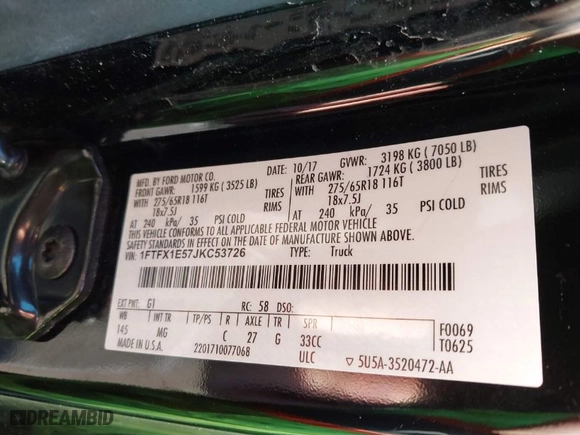 MFD. BY FORD MOTOR CO.
DATE: 10/17 GVWR: 3198 KG ( 7050 LB)
FRONT GAWR: 1599 KG ( 3525 LB) REAR GAWR: 1724 KG ( 3800 LB)
WITH 275/65R18 116T TIRES WITH 275/65R18 116T TIRES
18x7.5J RIMS 18x7.5J RIMS
AT 240 kPa/ 35 PSI COLD AT 240 kPa/ 35 PSI COLD
THIS VEHICLE CONFORMS TO ALL APPLICABLE FEDERAL MOTOR VEHICLE
SAFETY AND THEFT PREVENTION STANDARDS IN EFFECT ON THE DATE OF MANUFACTURE
SHOWN ABOVE.
VIN: 1FTFX1E57JKC53726 TYPE: Truck
EXT PNT: G1 RC: 58 DSO:
WB INT TR TP/PS R AXLE TR SPR F0069
145 MG C 27 G 33CC T0625
MADE IN U.S.A. 2201710077068 ULC ▽ 5U5A-3520472-AA
DREAMBID